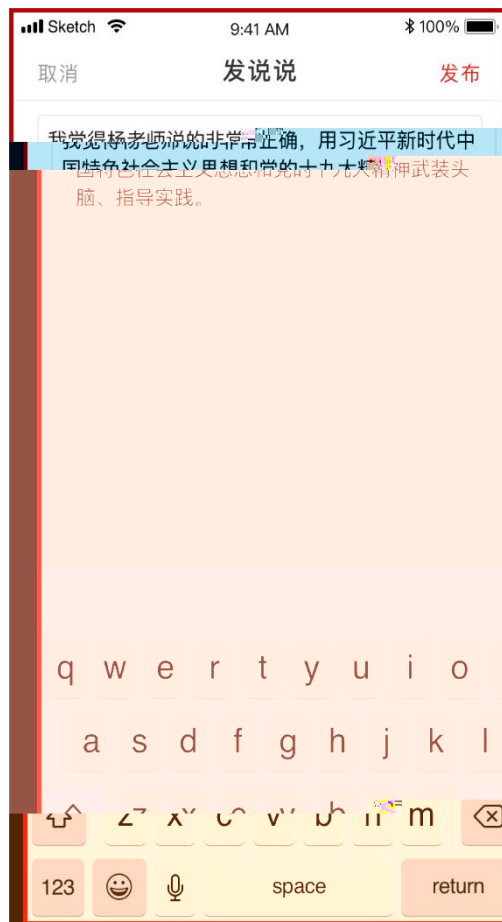 Sketch 9:41 AM 100%
取消 发说说 发布
我觉得杨老师说的非常正确，用习近平新时代中
国特色社会主义思想和党的十九大精神武装头
脑、指导实践。
q w e r t y u i o
a s d f g h j k l
z x c v b n m
123 space return